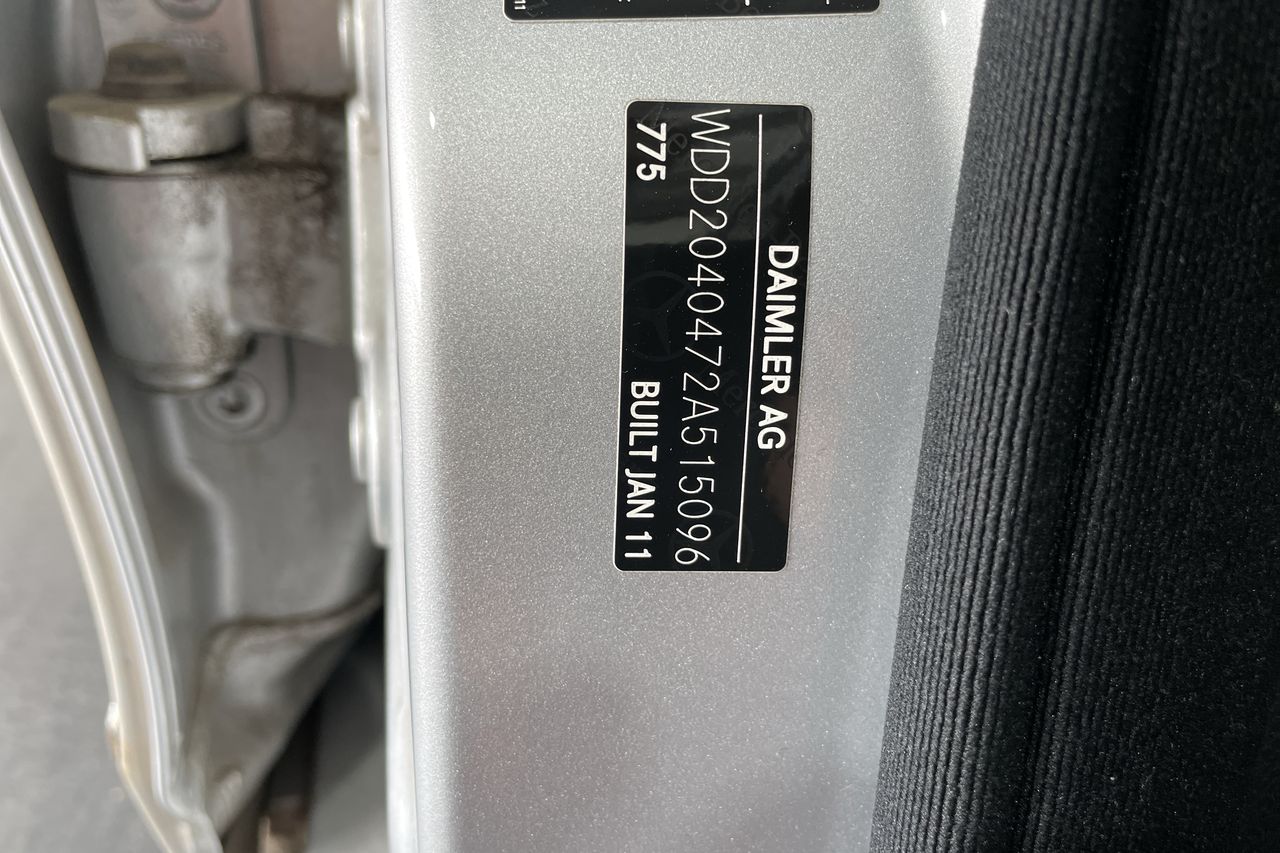 DAIMLER AG
WDD2040472A515096
775 BUILT JAN 11